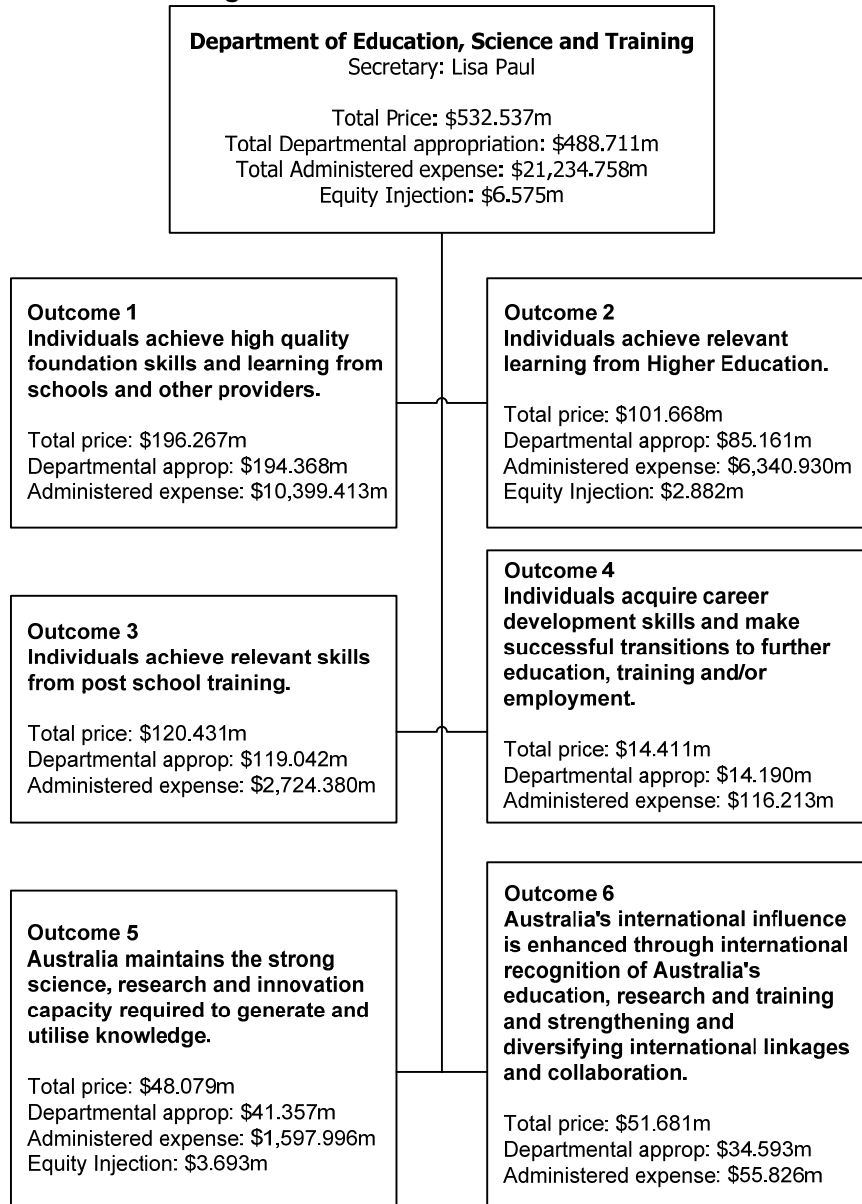 Department of Education, Science and Training
Secretary: Lisa Paul
Total Price: $532.537m
Total Departmental appropriation: $488.711m
Total Administered expense: $21,234.758m
Equity Injection: $6.575m
Outcome 1
Individuals achieve high quality
foundation skills and learning from
schools and other providers.
Total price: $196.267m
Departmental approp: $194.368m
Administered expense: $10,399.413m
Outcome 2
Individuals achieve relevant
learning from Higher Education.
Total price: $101.668m
Departmental approp: $85.161m
Administered expense: $6,340.930m
Equity Injection: $2.882m
Outcome 3
Individuals achieve relevant skills
from post school training.
Total price: $120.431m
Departmental approp: $119.042m
Administered expense: $2,724.380m
Outcome 4
Individuals acquire career
development skills and make
successful transitions to further
education, training and/or
employment.
Total price: $14.411m
Departmental approp: $14.190m
Administered expense: $116.213m
Outcome 5
Australia maintains the strong
science, research and innovation
capacity required to generate and
utilise knowledge.
Total price: $48.079m
Departmental approp: $41.357m
Administered expense: $1,597.996m
Equity Injection: $3.693m
Outcome 6
Australia's international influence
is enhanced through international
recognition of Australia's
education, research and training
and strengthening and
diversifying international linkages
and collaboration.
Total price: $51.681m
Departmental approp: $34.593m
Administered expense: $55.826m